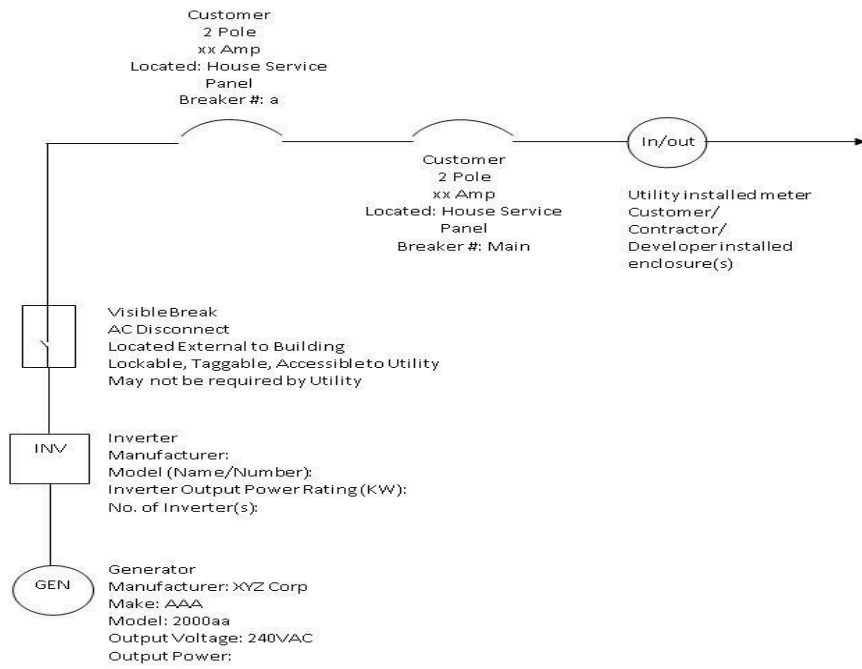 Customer
2 Pole
xx Amp
Located: House Service
Panel
Breaker #: a
In/out
Customer
2 Pole
xx Amp
Located: House Service
Panel
Breaker #: Main
Utility installed meter
Customer/
Contractor/
Developer installed
enclosure(s)
Visible Break
AC Disconnect
Located External to Building
Lockable, Taggable, Accessible to Utility
May not be required by Utility
INV
Inverter
Manufacturer:
Model (Name/Number):
Inverter Output Power Rating (KW):
No. of Inverter(s):
GEN
Generator
Manufacturer: XYZ Corp
Make: AAA
Model: 2000aa
Output Voltage: 240VAC
Output Power: